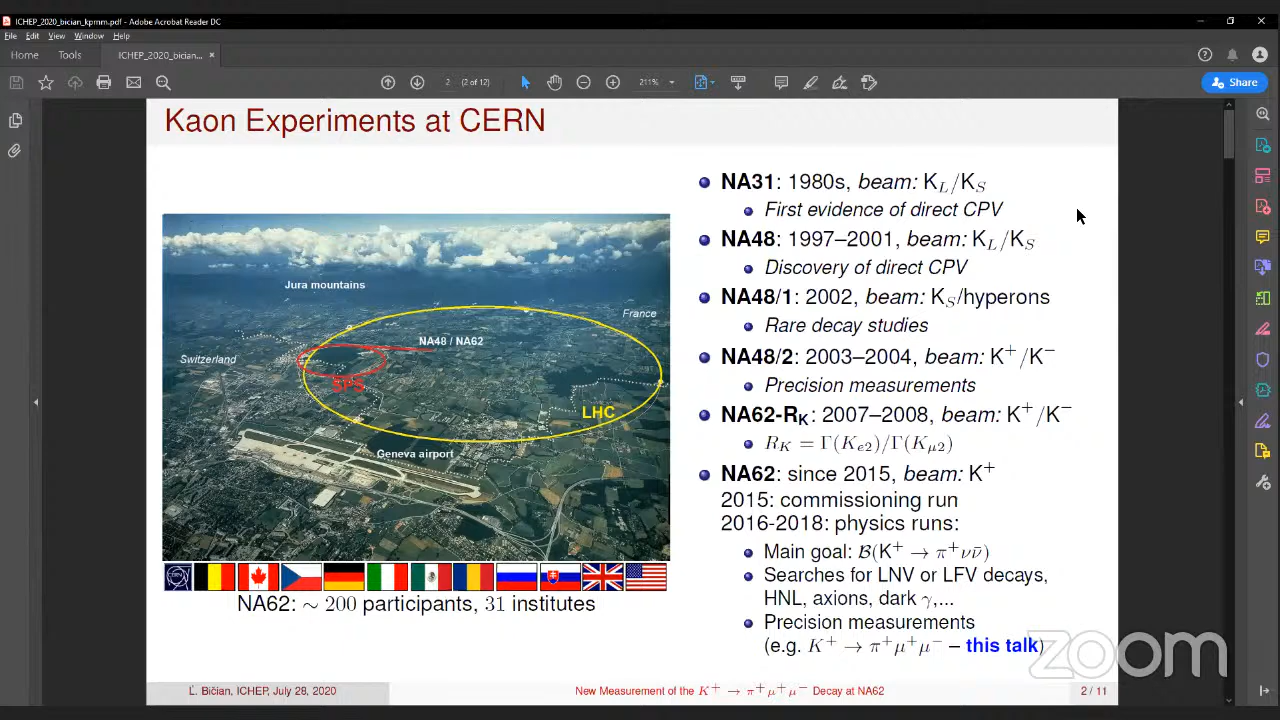 ICHEP_2020_bician_kpmm.pdf - Adobe Acrobat Reader DC
File Edit View Window Help
Home Tools ICHEP_2020_bician... ×
2 (2 of 12) 211%
Share
Kaon Experiments at CERN
Jura mountains
France
NA48 / NA62
Switzerland
SPS
LHC
Geneva airport
CERN
NA62: ∼ 200 participants, 31 institutes
NA31: 1980s, beam: K_L/K_S
First evidence of direct CPV
NA48: 1997–2001, beam: K_L/K_S
Discovery of direct CPV
NA48/1: 2002, beam: K_S/hyperons
Rare decay studies
NA48/2: 2003–2004, beam: K⁺/K⁻
Precision measurements
NA62-R_K: 2007–2008, beam: K⁺/K⁻
R_K = Γ(K_e2)/Γ(K_μ2)
NA62: since 2015, beam: K⁺
2015: commissioning run
2016-2018: physics runs:
Main goal: ℬ(K⁺ → π⁺νν̄)
Searches for LNV or LFV decays,
HNL, axions, dark γ,...
Precision measurements
(e.g. K⁺ → π⁺μ⁺μ⁻ – this talk)
zoom
Ľ. Bičian, ICHEP, July 28, 2020
New Measurement of the K⁺ → π⁺μ⁺μ⁻ Decay at NA62
2 / 11